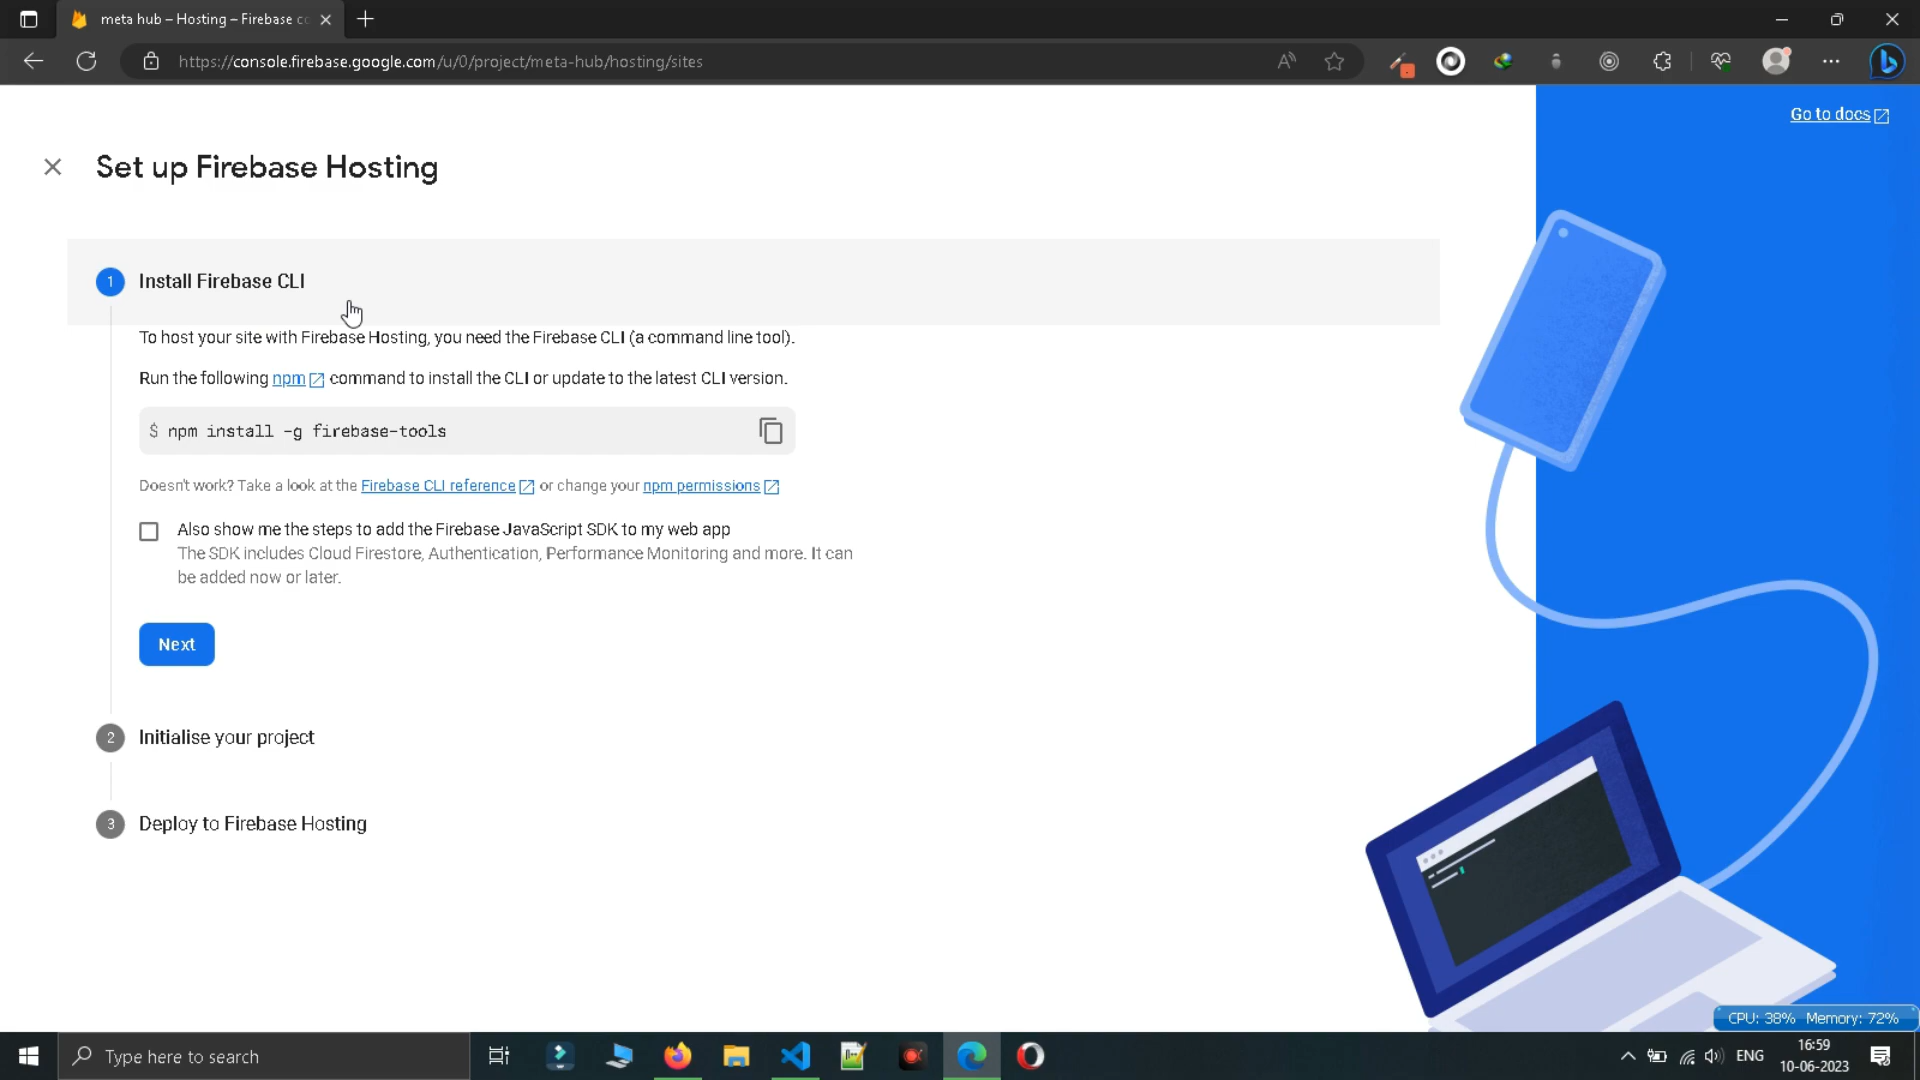 meta hub – Hosting – Firebase co
https://console.firebase.google.com/u/0/project/meta-hub/hosting/sites
Go to docs
Set up Firebase Hosting
1 Install Firebase CLI
To host your site with Firebase Hosting, you need the Firebase CLI (a command line tool).
Run the following npm command to install the CLI or update to the latest CLI version.
$ npm install -g firebase-tools
Doesn't work? Take a look at the Firebase CLI reference or change your npm permissions
Also show me the steps to add the Firebase JavaScript SDK to my web app
The SDK includes Cloud Firestore, Authentication, Performance Monitoring and more. It can
be added now or later.
Next
2 Initialise your project
3 Deploy to Firebase Hosting
CPU: 38% Memory: 72%
Type here to search
ENG
16:59
10-06-2023